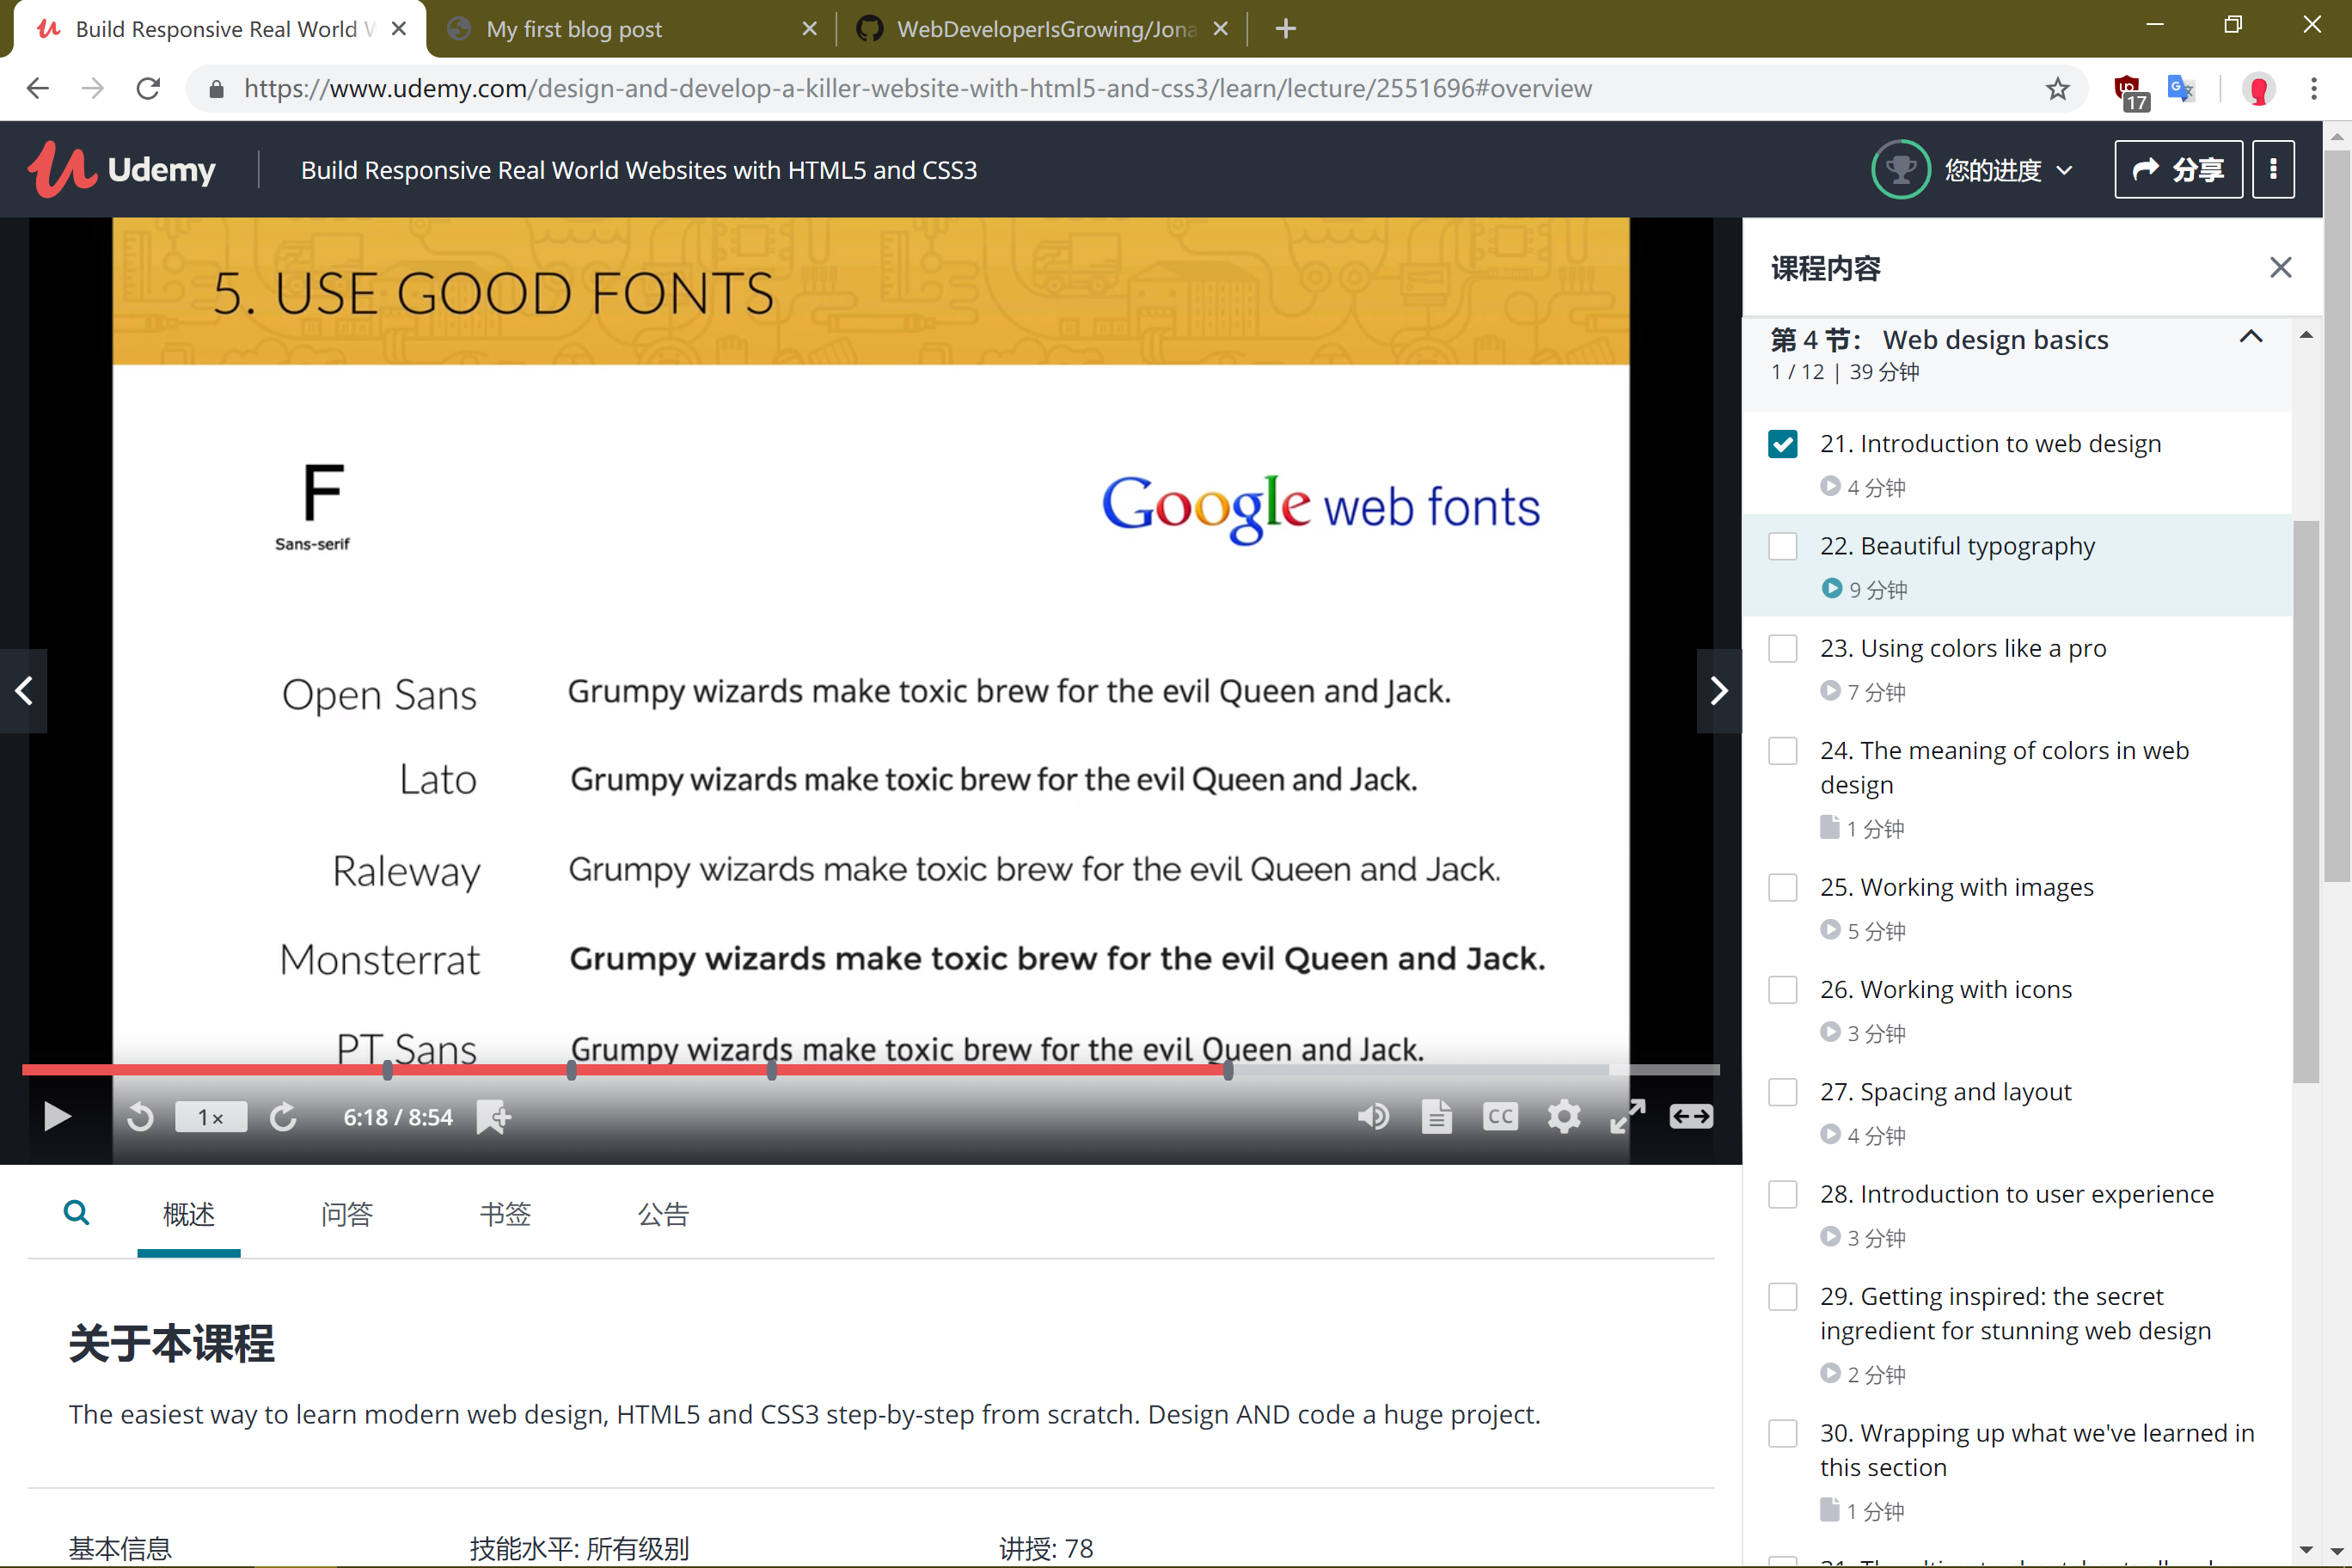 Build Responsive Real World W
My first blog post
WebDeveloperIsGrowing/Jona
https://www.udemy.com/design-and-develop-a-killer-website-with-html5-and-css3/learn/lecture/2551696#overview
17
Udemy
Build Responsive Real World Websites with HTML5 and CSS3
您的进度
分享
5. USE GOOD FONTS
F
Sans-serif
Google web fonts
Open Sans Grumpy wizards make toxic brew for the evil Queen and Jack.
Lato Grumpy wizards make toxic brew for the evil Queen and Jack.
Raleway Grumpy wizards make toxic brew for the evil Queen and Jack.
Monsterrat Grumpy wizards make toxic brew for the evil Queen and Jack.
PT Sans Grumpy wizards make toxic brew for the evil Queen and Jack.
1×
6:18 / 8:54
CC
课程内容
第 4 节： Web design basics
1 / 12 | 39 分钟
21. Introduction to web design
4 分钟
22. Beautiful typography
9 分钟
23. Using colors like a pro
7 分钟
24. The meaning of colors in web
design
1 分钟
25. Working with images
5 分钟
26. Working with icons
3 分钟
27. Spacing and layout
4 分钟
28. Introduction to user experience
3 分钟
29. Getting inspired: the secret
ingredient for stunning web design
2 分钟
30. Wrapping up what we've learned in
this section
1 分钟
概述 问答 书签 公告
关于本课程
The easiest way to learn modern web design, HTML5 and CSS3 step-by-step from scratch. Design AND code a huge project.
基本信息 技能水平: 所有级别 讲授: 78